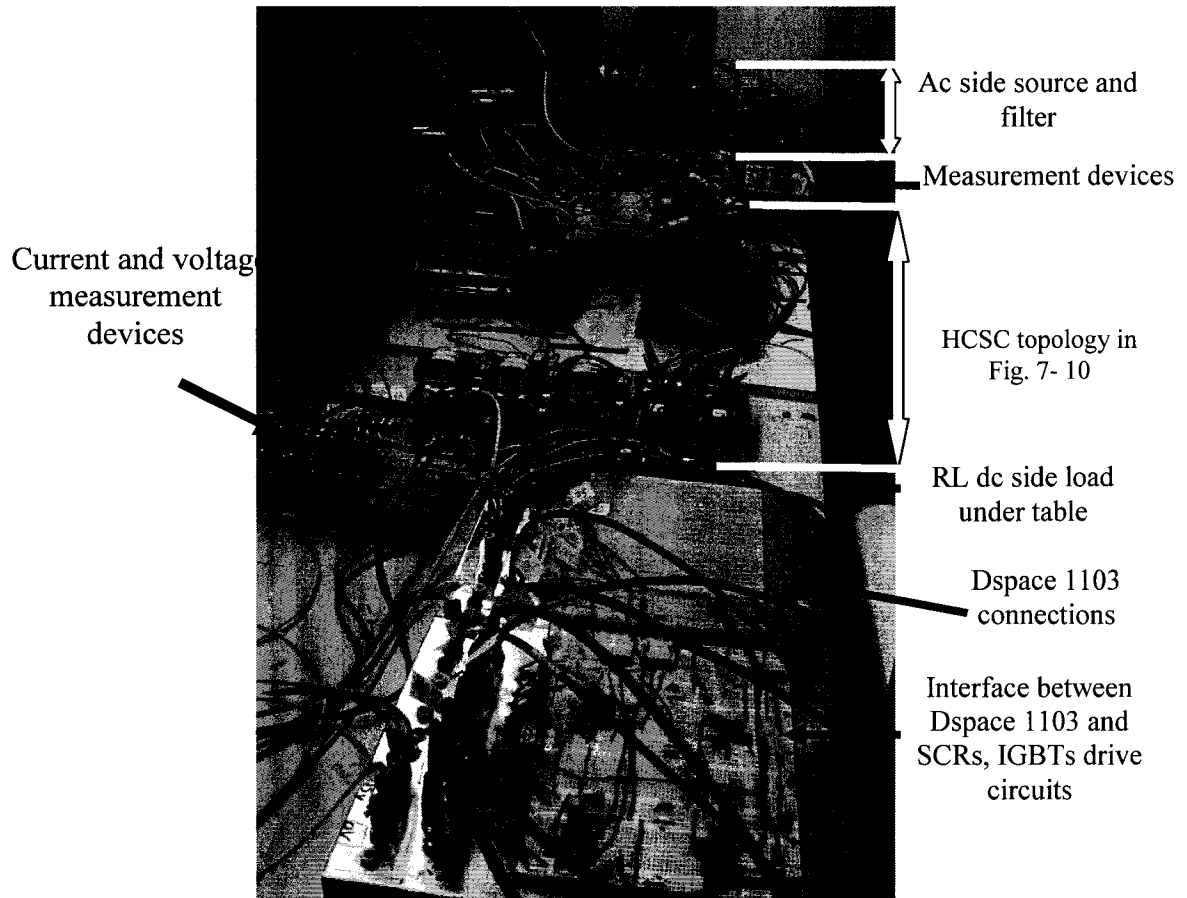 Ac side source and
filter
Measurement devices
Current and voltage
measurement
devices
HCSC topology in
Fig. 7- 10
RL dc side load
under table
Dspace 1103
connections
Interface between
Dspace 1103 and
SCRs, IGBTs drive
circuits